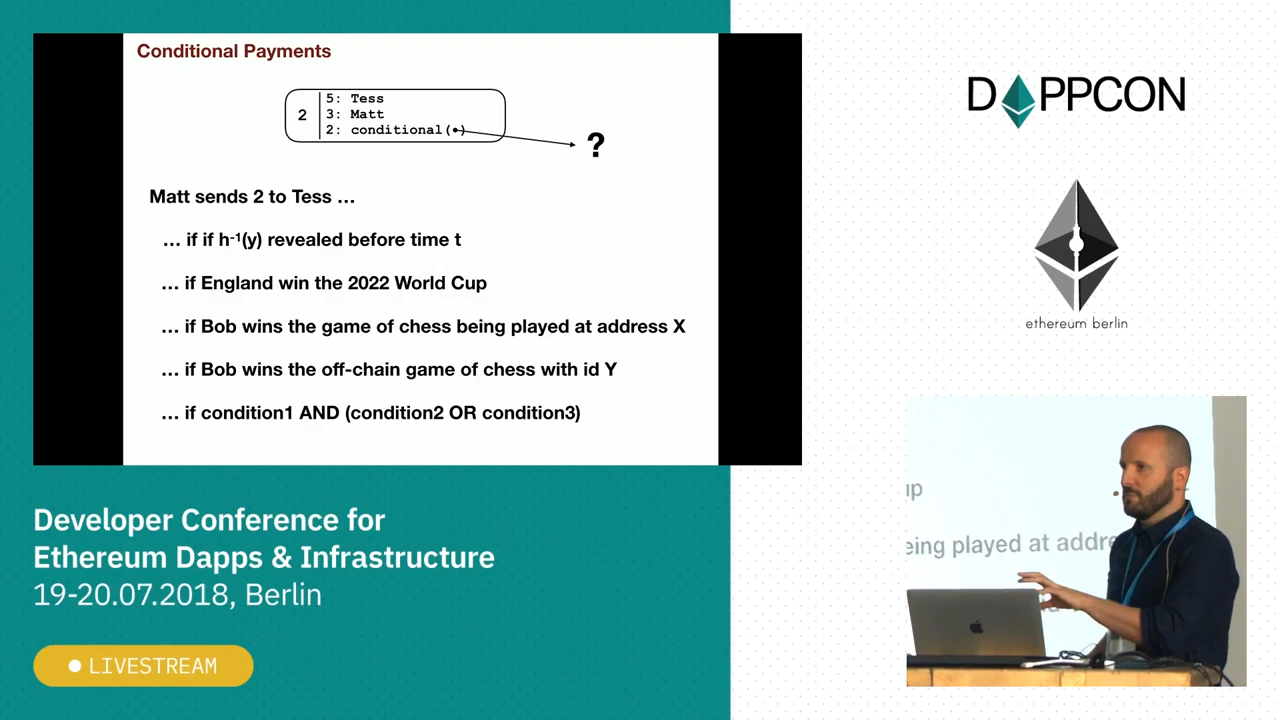 Conditional Payments
2
5: Tess
3: Matt
2: conditional( )
?
Matt sends 2 to Tess …
… if if h-1(y) revealed before time t
… if England win the 2022 World Cup
… if Bob wins the game of chess being played at address X
… if Bob wins the off-chain game of chess with id Y
… if condition1 AND (condition2 OR condition3)
Developer Conference for
Ethereum Dapps & Infrastructure
19-20.07.2018, Berlin
LIVESTREAM
D PPCON
ethereum berlin
up
eing played at addre